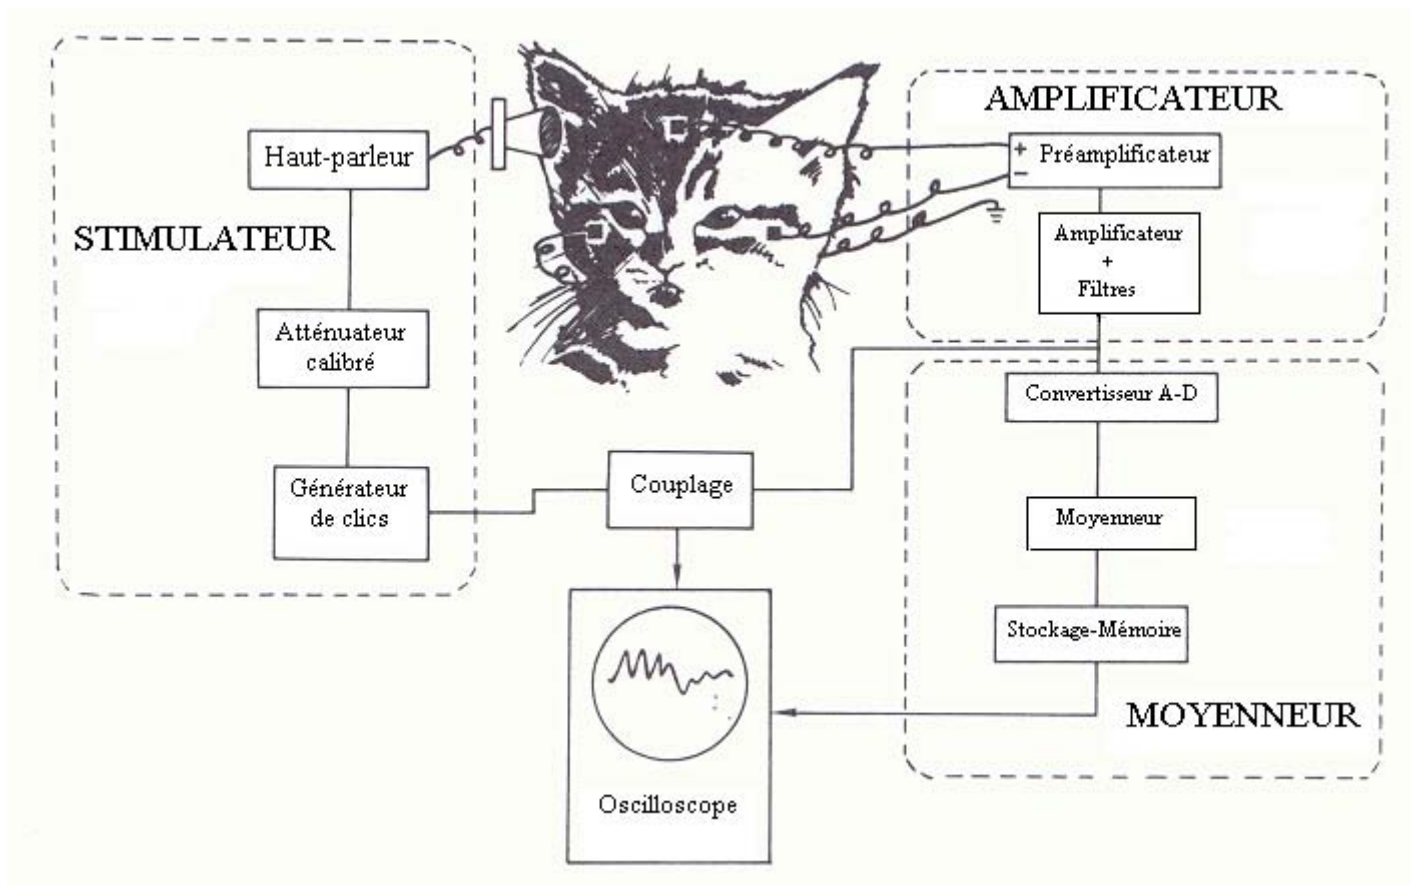 STIMULATEUR
Haut-parleur
Atténuateur
calibré
Générateur
de clics
Couplage
Oscilloscope
AMPLIFICATEUR
+
−
Préamplificateur
Amplificateur
+
Filtres
Convertisseur A-D
Moyenneur
Stockage-Mémoire
MOYENNEUR